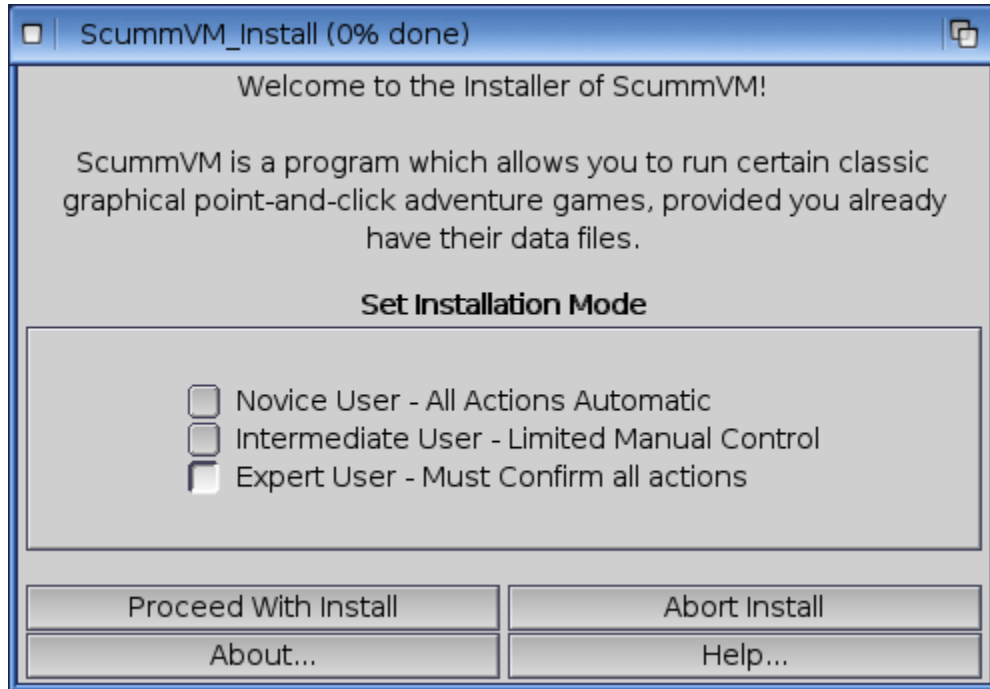 ScummVM_Install (0% done)
Welcome to the Installer of ScummVM!
ScummVM is a program which allows you to run certain classic
graphical point-and-click adventure games, provided you already
have their data files.
Set Installation Mode
Novice User - All Actions Automatic
Intermediate User - Limited Manual Control
Expert User - Must Confirm all actions
Proceed With Install
Abort Install
About...
Help...